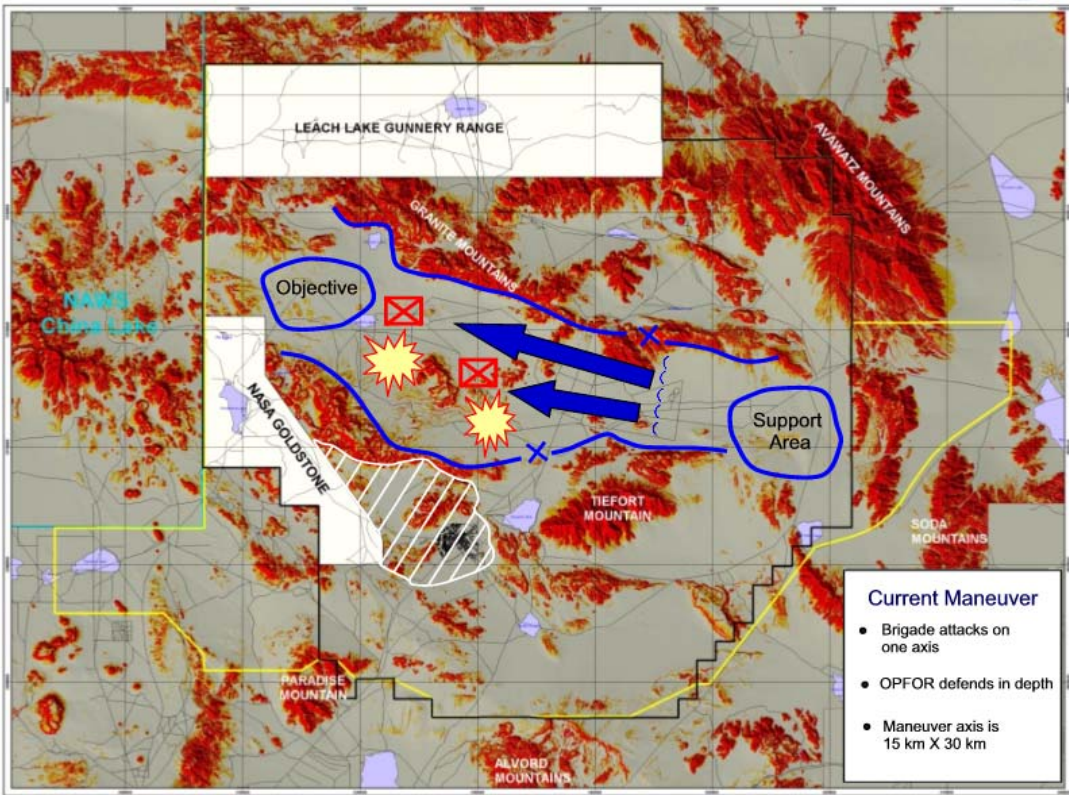 LEACH LAKE GUNNERY RANGE
AVAWATZ MOUNTAINS
GRANITE MOUNTAINS
Objective
NAWS
China Lake
NASA GOLDSTONE
Support
Area
TIEFORT
MOUNTAIN
SODA
MOUNTAINS
PARADISE
MOUNTAIN
ALVORD
MOUNTAINS
Current Maneuver
• Brigade attacks on
one axis
• OPFOR defends in depth
• Maneuver axis is
15 km X 30 km